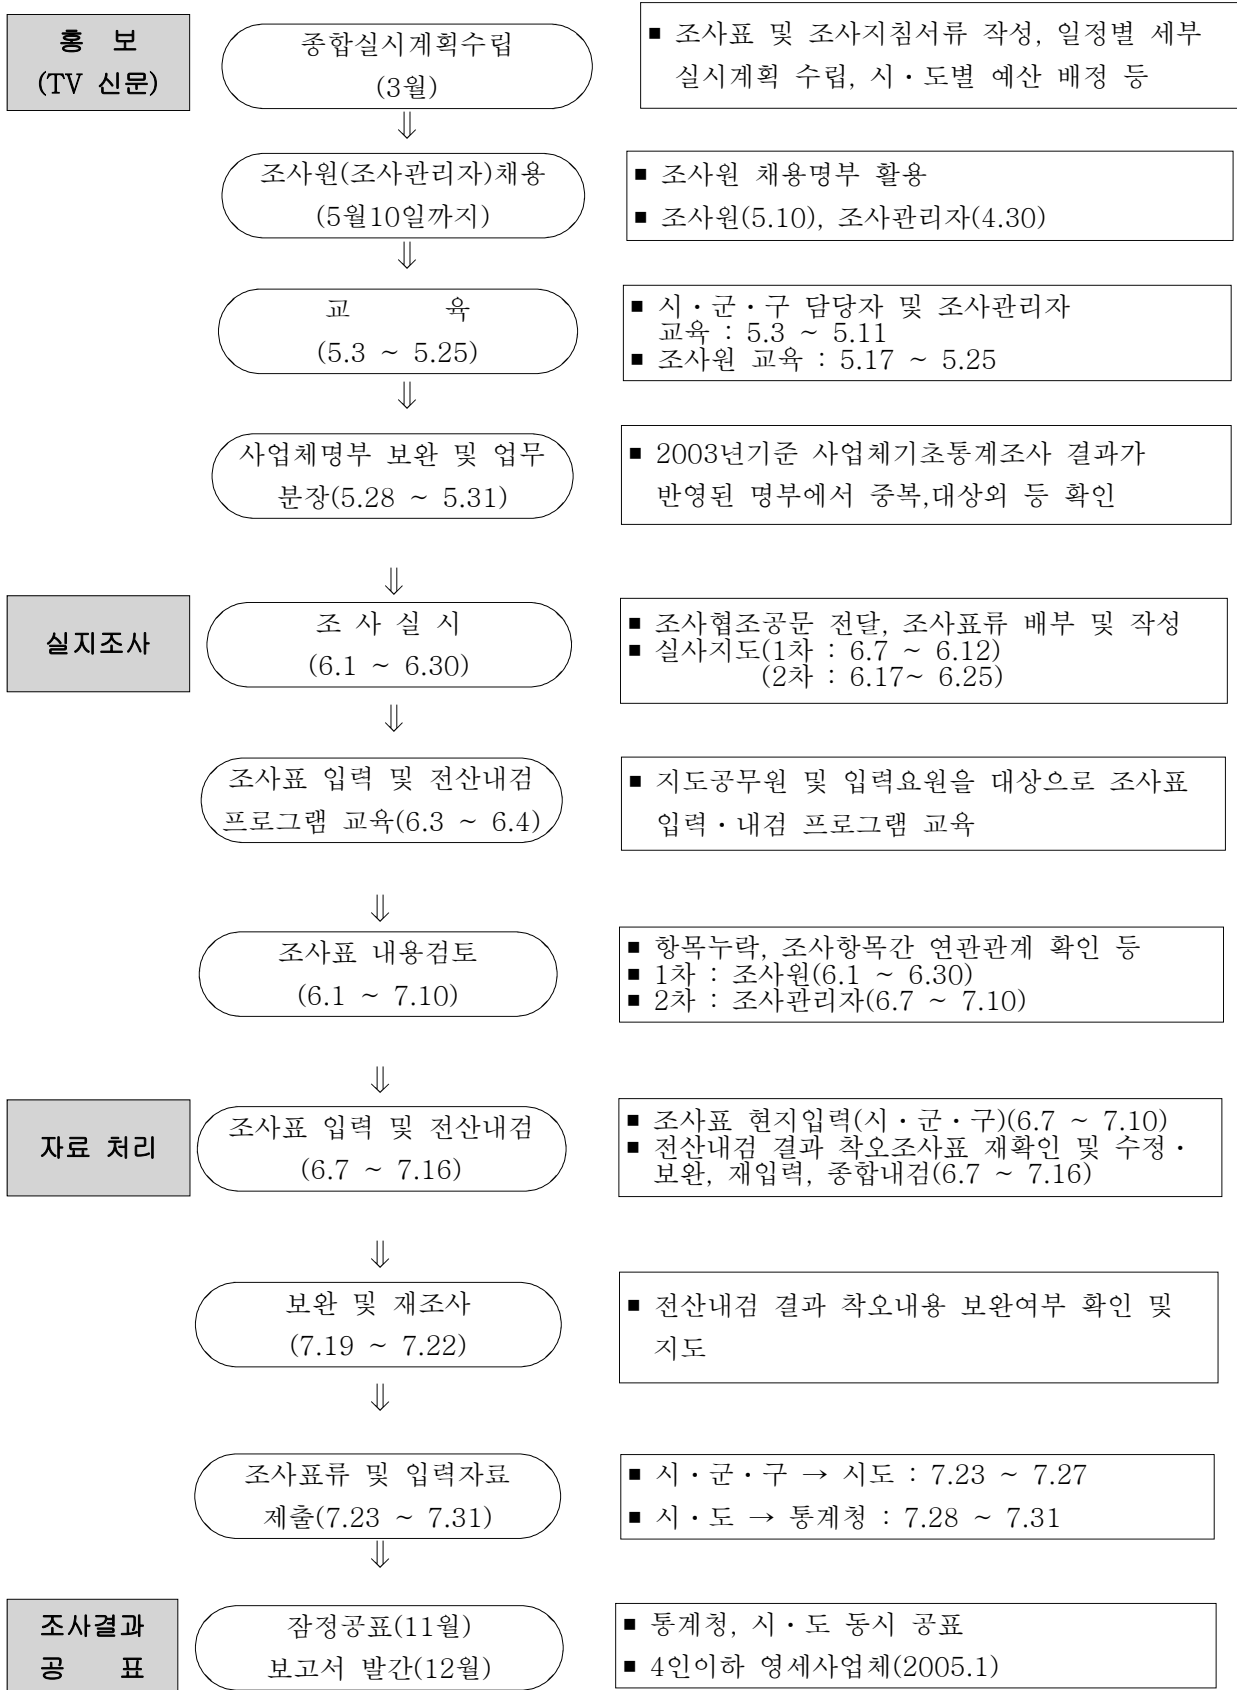 홍 보
(TV 신문)
종합실시계획수립
(3월)
■ 조사표 및 조사지침서류 작성, 일정별 세부
실시계획 수립, 시・도별 예산 배정 등
⇓
조사원(조사관리자)채용
(5월10일까지)
■ 조사원 채용명부 활용
■ 조사원(5.10), 조사관리자(4.30)
⇓
교 육
(5.3 ~ 5.25)
■ 시・군・구 담당자 및 조사관리자
교육 : 5.3 ~ 5.11
■ 조사원 교육 : 5.17 ~ 5.25
⇓
사업체명부 보완 및 업무
분장(5.28 ~ 5.31)
■ 2003년기준 사업체기초통계조사 결과가
반영된 명부에서 중복,대상외 등 확인
⇓
실지조사
조 사 실 시
(6.1 ~ 6.30)
■ 조사협조공문 전달, 조사표류 배부 및 작성
■ 실사지도(1차 : 6.7 ~ 6.12)
(2차 : 6.17~ 6.25)
⇓
조사표 입력 및 전산내검
프로그램 교육(6.3 ~ 6.4)
■ 지도공무원 및 입력요원을 대상으로 조사표
입력・내검 프로그램 교육
⇓
조사표 내용검토
(6.1 ~ 7.10)
■ 항목누락, 조사항목간 연관관계 확인 등
■ 1차 : 조사원(6.1 ~ 6.30)
■ 2차 : 조사관리자(6.7 ~ 7.10)
⇓
자료 처리
조사표 입력 및 전산내검
(6.7 ~ 7.16)
■ 조사표 현지입력(시・군・구)(6.7 ~ 7.10)
■ 전산내검 결과 착오조사표 재확인 및 수정・
보완, 재입력, 종합내검(6.7 ~ 7.16)
⇓
보완 및 재조사
(7.19 ~ 7.22)
■ 전산내검 결과 착오내용 보완여부 확인 및
지도
⇓
조사표류 및 입력자료
제출(7.23 ~ 7.31)
■ 시・군・구 → 시도 : 7.23 ~ 7.27
■ 시・도 → 통계청 : 7.28 ~ 7.31
⇓
조사결과
공 표
잠정공표(11월)
보고서 발간(12월)
■ 통계청, 시・도 동시 공표
■ 4인이하 영세사업체(2005.1)